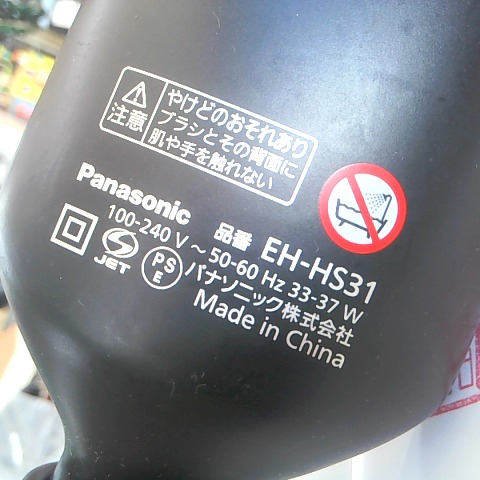 注意
やけどのおそれあり
ブラシとその背面に
肌や手を触れない
Panasonic 品番 EH-HS31
100-240 V～50-60 Hz 33-37 W
S JET PS E パナソニック株式会社
Made in China